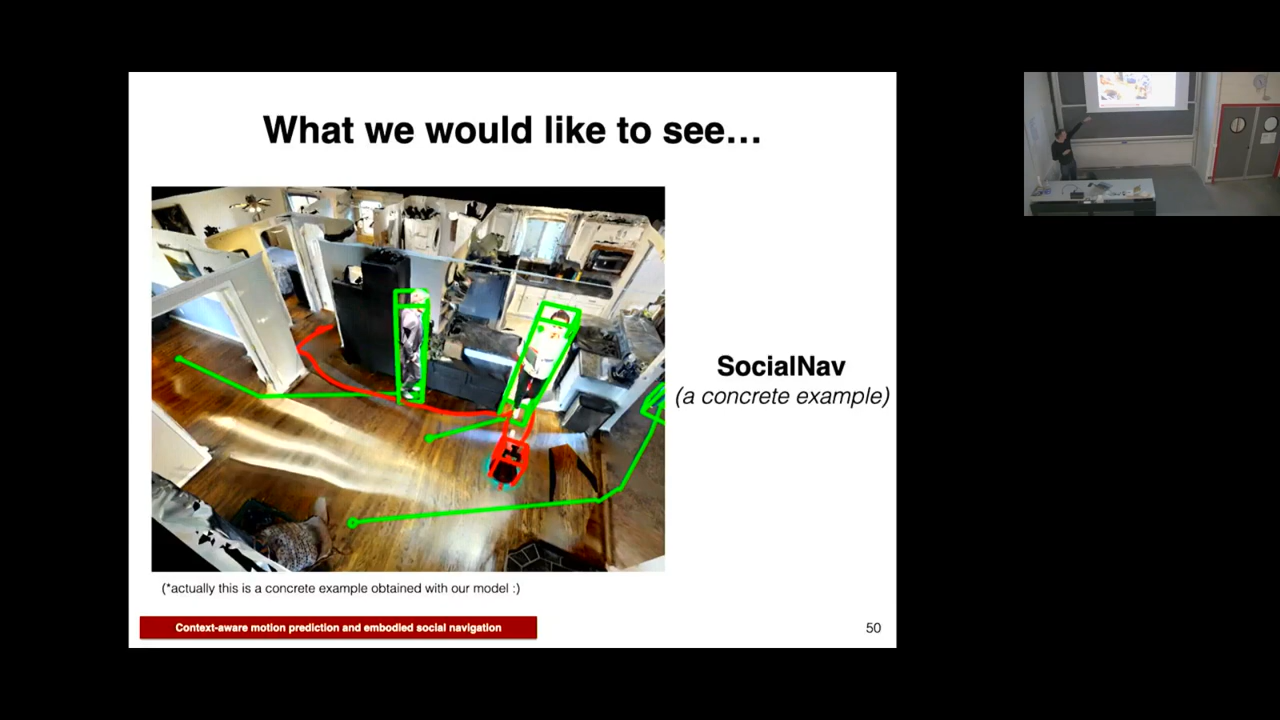 What we would like to see…
SocialNav
(a concrete example)
(*actually this is a concrete example obtained with our model :)
Context-aware motion prediction and embodied social navigation
50